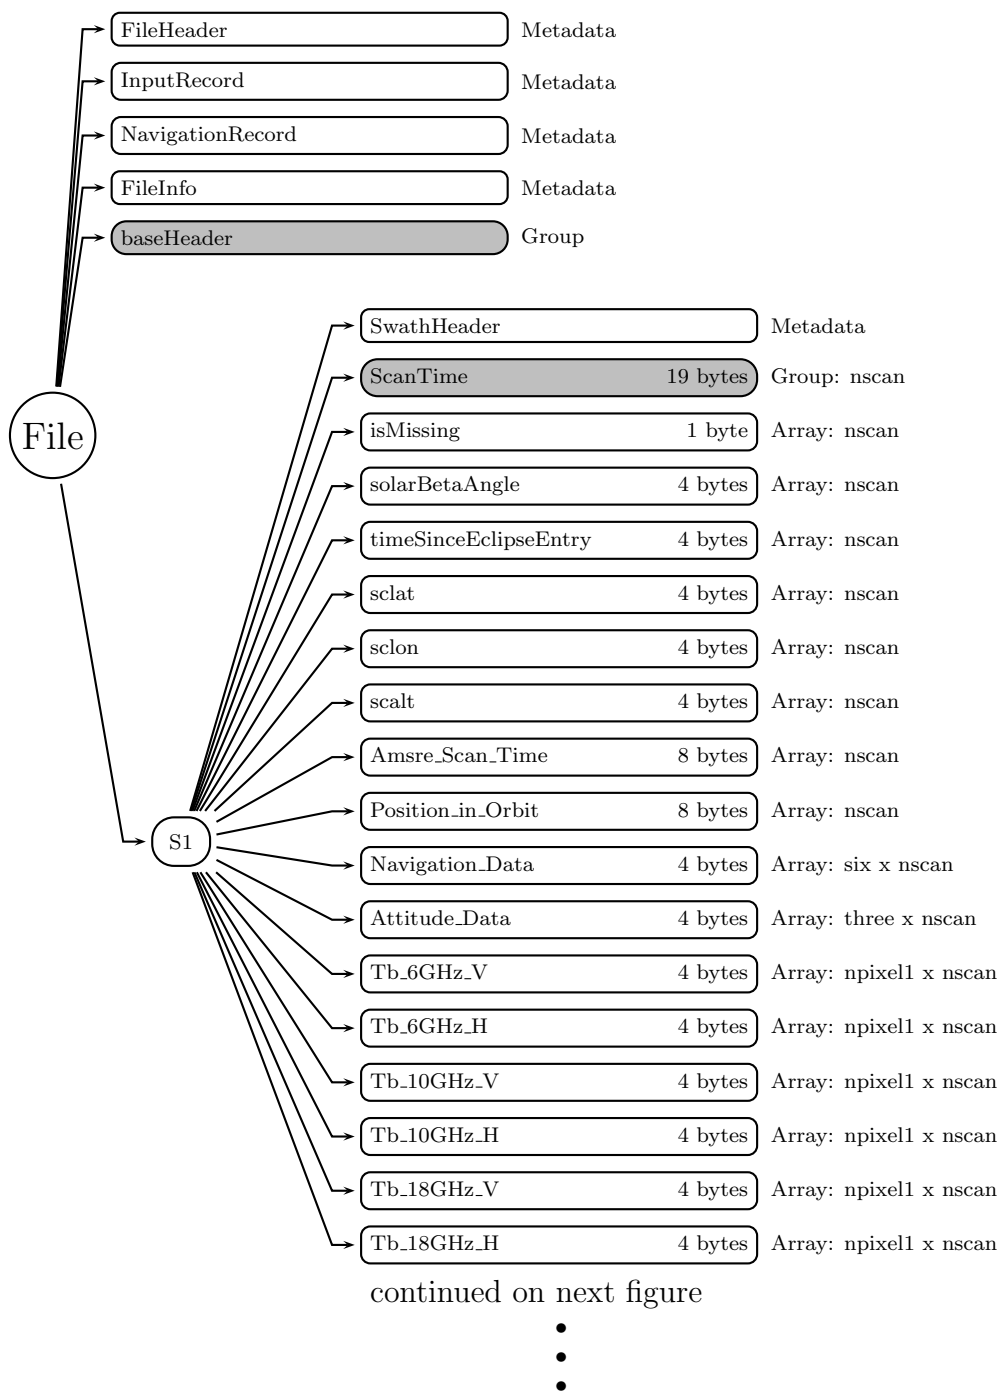 FileHeader Metadata
InputRecord Metadata
NavigationRecord Metadata
FileInfo Metadata
baseHeader Group
SwathHeader Metadata
ScanTime 19 bytes Group: nscan
File
isMissing 1 byte Array: nscan
solarBetaAngle 4 bytes Array: nscan
timeSinceEclipseEntry 4 bytes Array: nscan
sclat 4 bytes Array: nscan
sclon 4 bytes Array: nscan
scalt 4 bytes Array: nscan
Amsre_Scan_Time 8 bytes Array: nscan
Position_in_Orbit 8 bytes Array: nscan
S1
Navigation_Data 4 bytes Array: six x nscan
Attitude_Data 4 bytes Array: three x nscan
Tb_6GHz_V 4 bytes Array: npixel1 x nscan
Tb_6GHz_H 4 bytes Array: npixel1 x nscan
Tb_10GHz_V 4 bytes Array: npixel1 x nscan
Tb_10GHz_H 4 bytes Array: npixel1 x nscan
Tb_18GHz_V 4 bytes Array: npixel1 x nscan
Tb_18GHz_H 4 bytes Array: npixel1 x nscan
continued on next figure